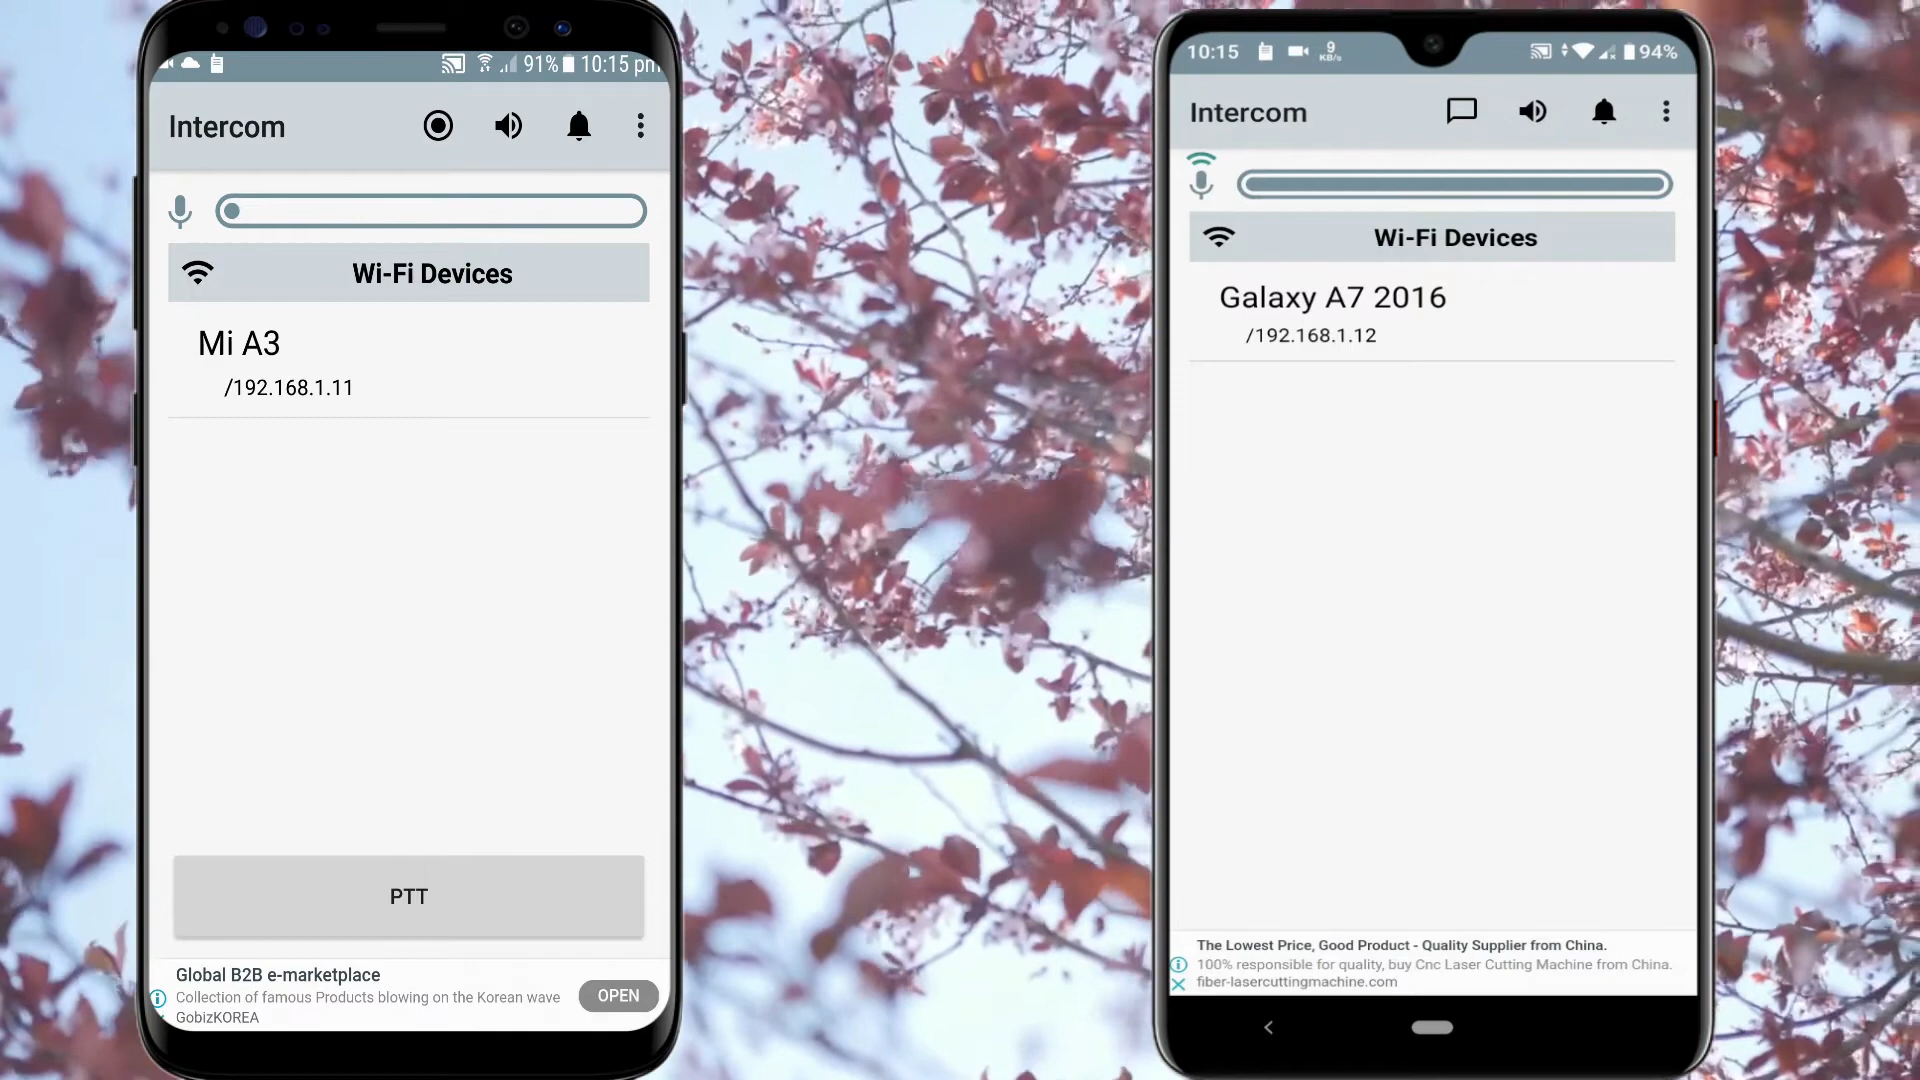 91% 10:15 pm
Intercom
Wi-Fi Devices
Mi A3
/192.168.1.11
PTT
Global B2B e-marketplace
Collection of famous Products blowing on the Korean wave
GobizKOREA
OPEN
10:15 9 KB/s 94%
Intercom
Wi-Fi Devices
Galaxy A7 2016
/192.168.1.12
The Lowest Price, Good Product - Quality Supplier from China.
100% responsible for quality, buy Cnc Laser Cutting Machine from China.
fiber-lasercuttingmachine.com